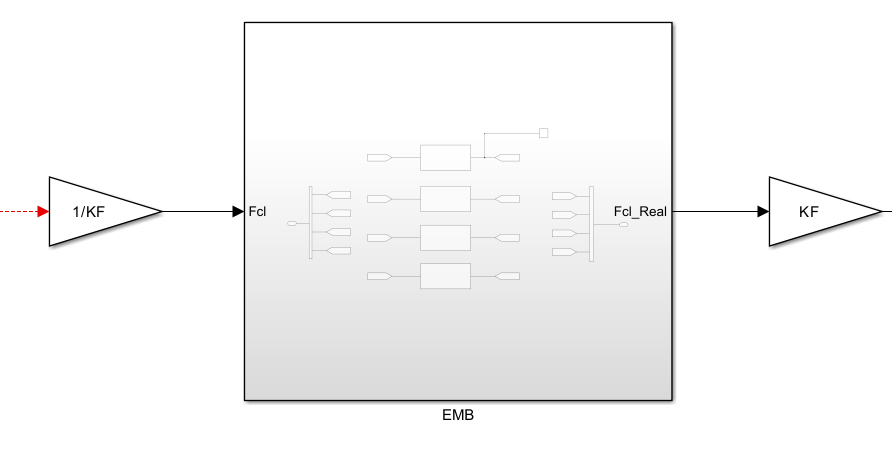 1/KF
Fcl
Fcl_Real
KF
EMB